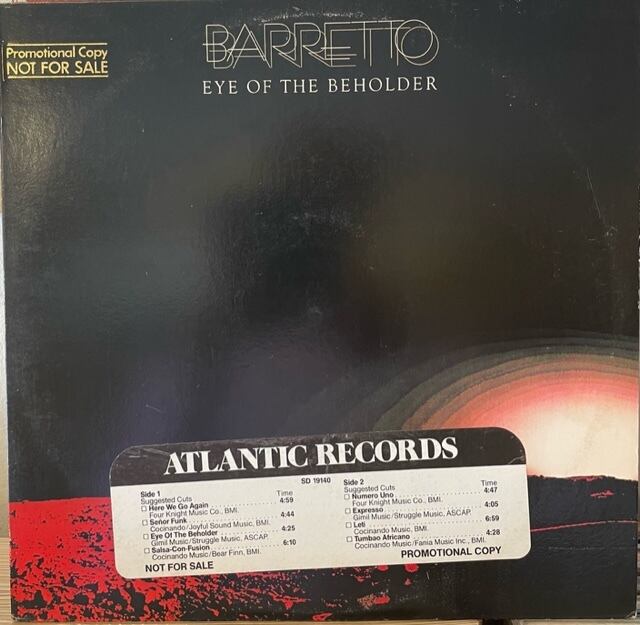 Promotional Copy
NOT FOR SALE
BARRETTO
EYE OF THE BEHOLDER
ATLANTIC RECORDS
SD 19140
Side 1
Suggested Cuts Time
Here We Go Again 4:59
Four Knight Music Co., BMI.
Señor Funk 4:44
Cocinando/Joyful Sound Music, BMI.
Eye Of The Beholder 4:25
Gimil Music/Struggle Music, ASCAP.
Salsa-Con-Fusion 6:10
Cocinando Music/Bear Finn, BMI.
NOT FOR SALE
Side 2
Suggested Cuts Time
Numero Uno 4:47
Four Knight Music Co., BMI.
Expresso 4:05
Gimil Music/Struggle Music, ASCAP.
Leti 6:59
Cocinando Music, BMI.
Tumbao Africano 4:28
Cocinando Music/Fania Music Inc., BMI.
PROMOTIONAL COPY